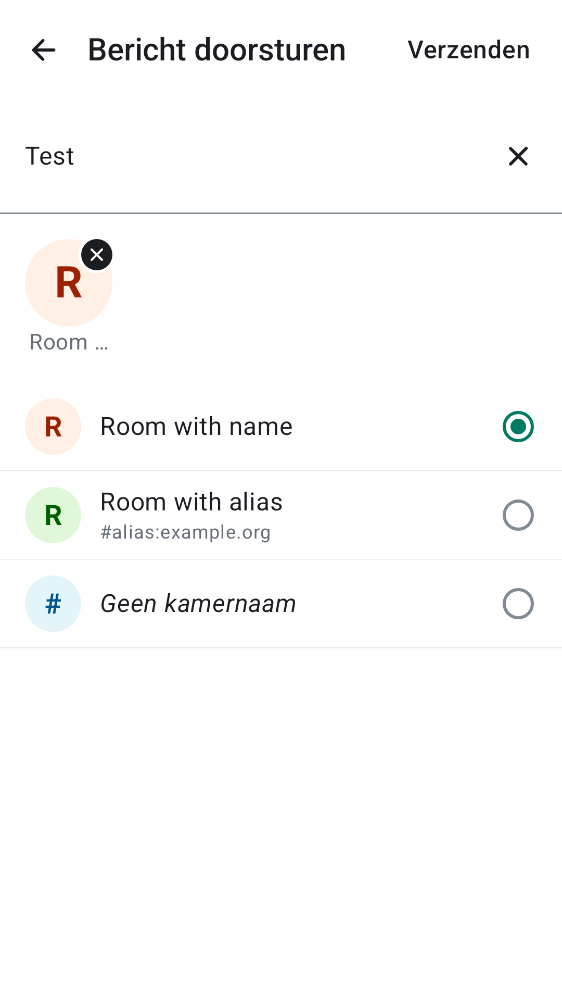 Bericht doorsturen
Verzenden
Test
R
Room …
R
Room with name
R
Room with alias
#alias:example.org
#
Geen kamernaam